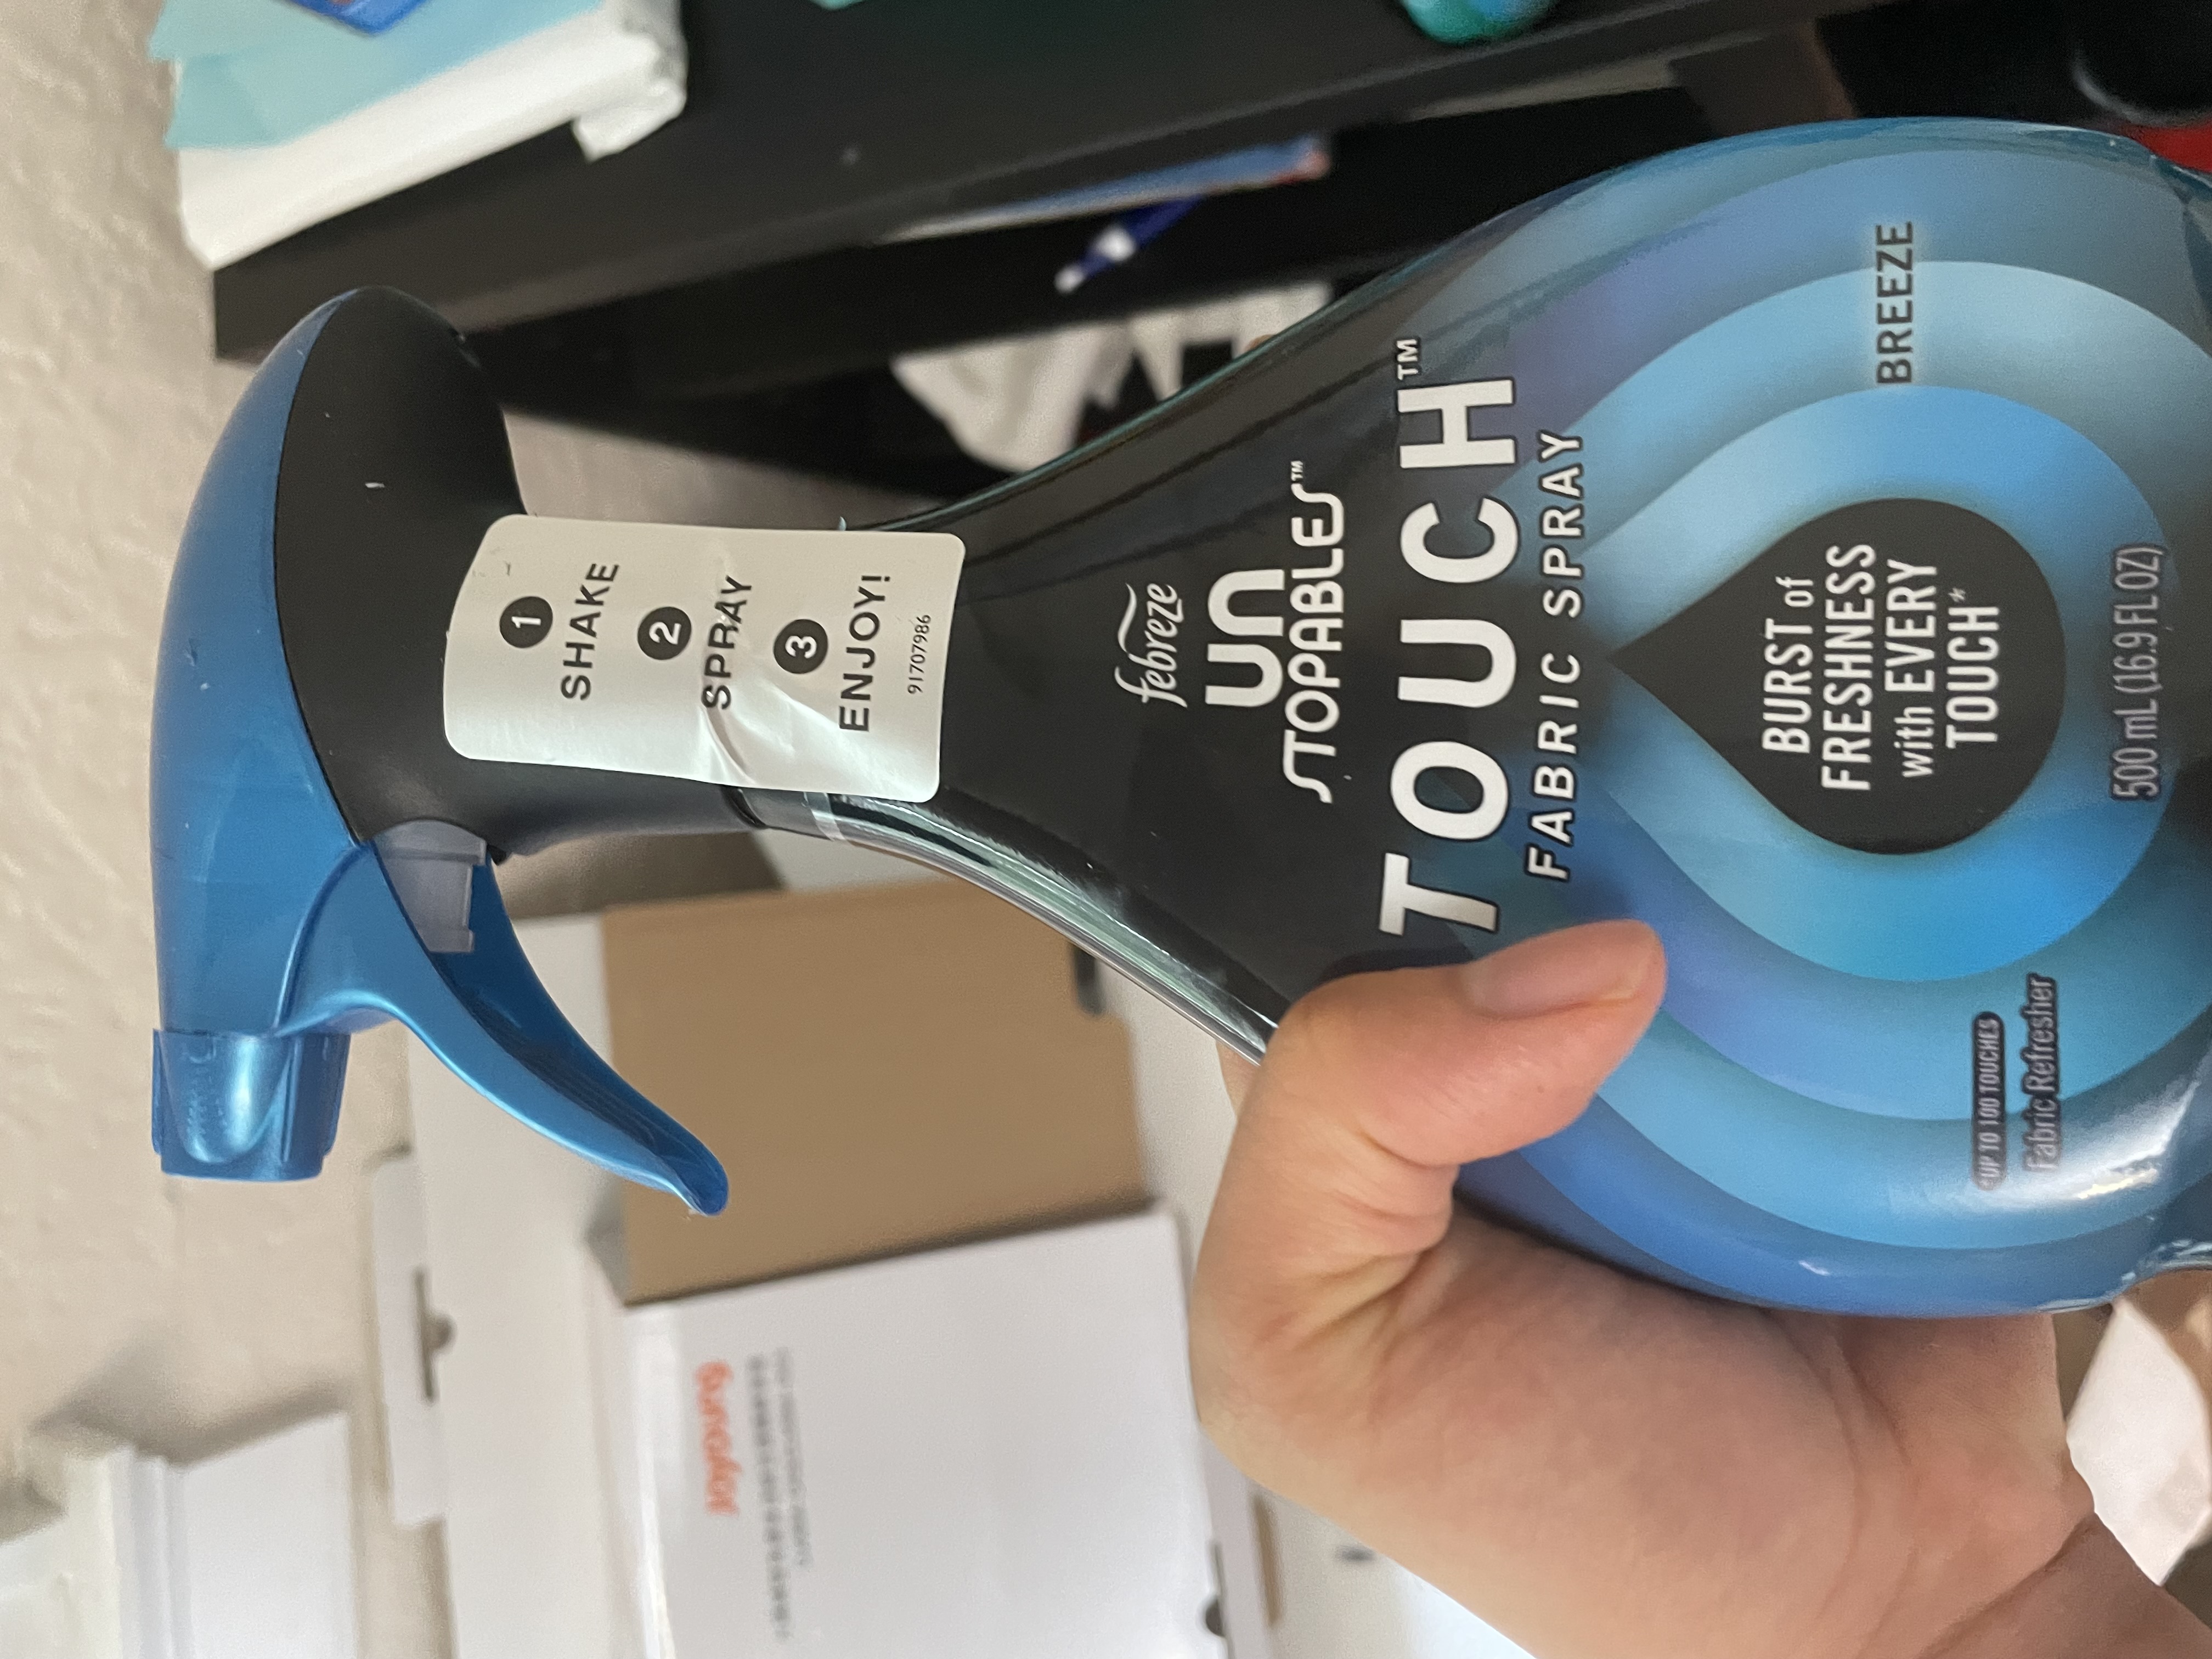 Joyoung
1
SHAKE
2
SPRAY
3
ENJOY!
91707986
febreze
UN
STOPABLES™
TOUCH™
FABRIC SPRAY
BURST of
FRESHNESS
with EVERY
TOUCH*
BREEZE
*UP TO 100 TOUCHES
Fabric Refresher
500 mL (16.9 FL OZ)